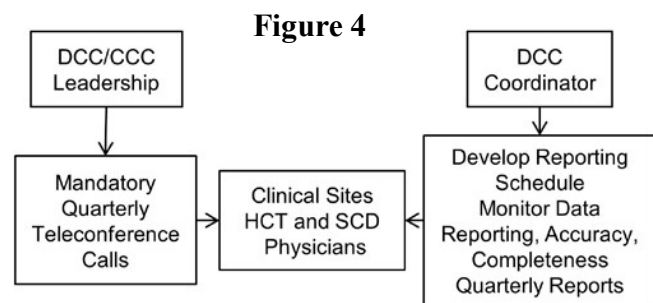 Figure 4
DCC/CCC
Leadership
DCC
Coordinator
Mandatory
Quarterly
Teleconference
Calls
Clinical Sites
HCT and SCD
Physicians
Develop Reporting
Schedule
Monitor Data
Reporting, Accuracy,
Completeness
Quarterly Reports